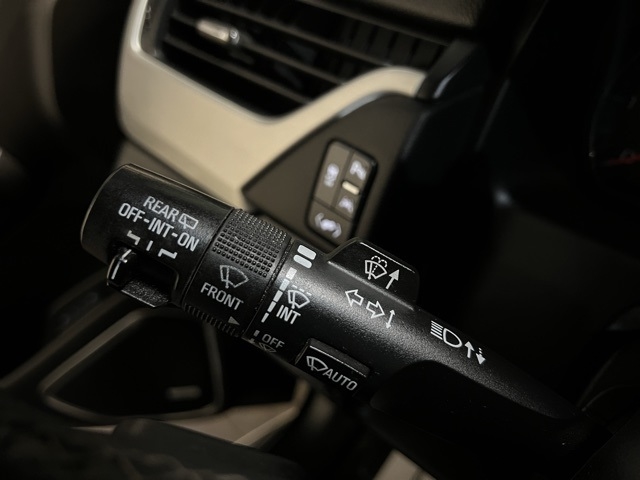 REAR
OFF-INT-ON
FRONT
INT
OFF
AUTO